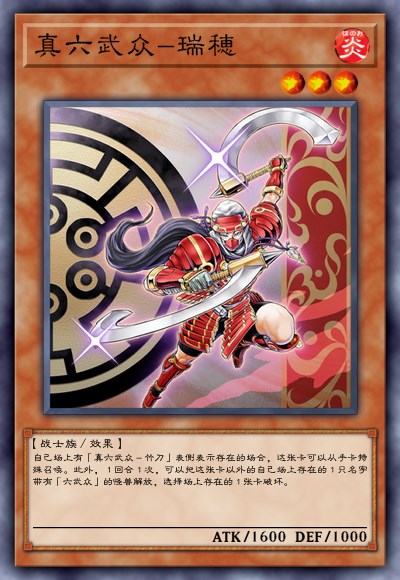 真六武众-瑞穗
ほのお
炎
【战士族/效果】
自己场上有「真六武众-竹刀」表侧表示存在的场合，这张卡可以从手卡特
殊召唤。此外，1回合1次，可以把这张卡以外的自己场上存在的1只名字
带有「六武众」的怪兽解放，选择场上存在的1张卡破坏。
ATK/1600 DEF/1000